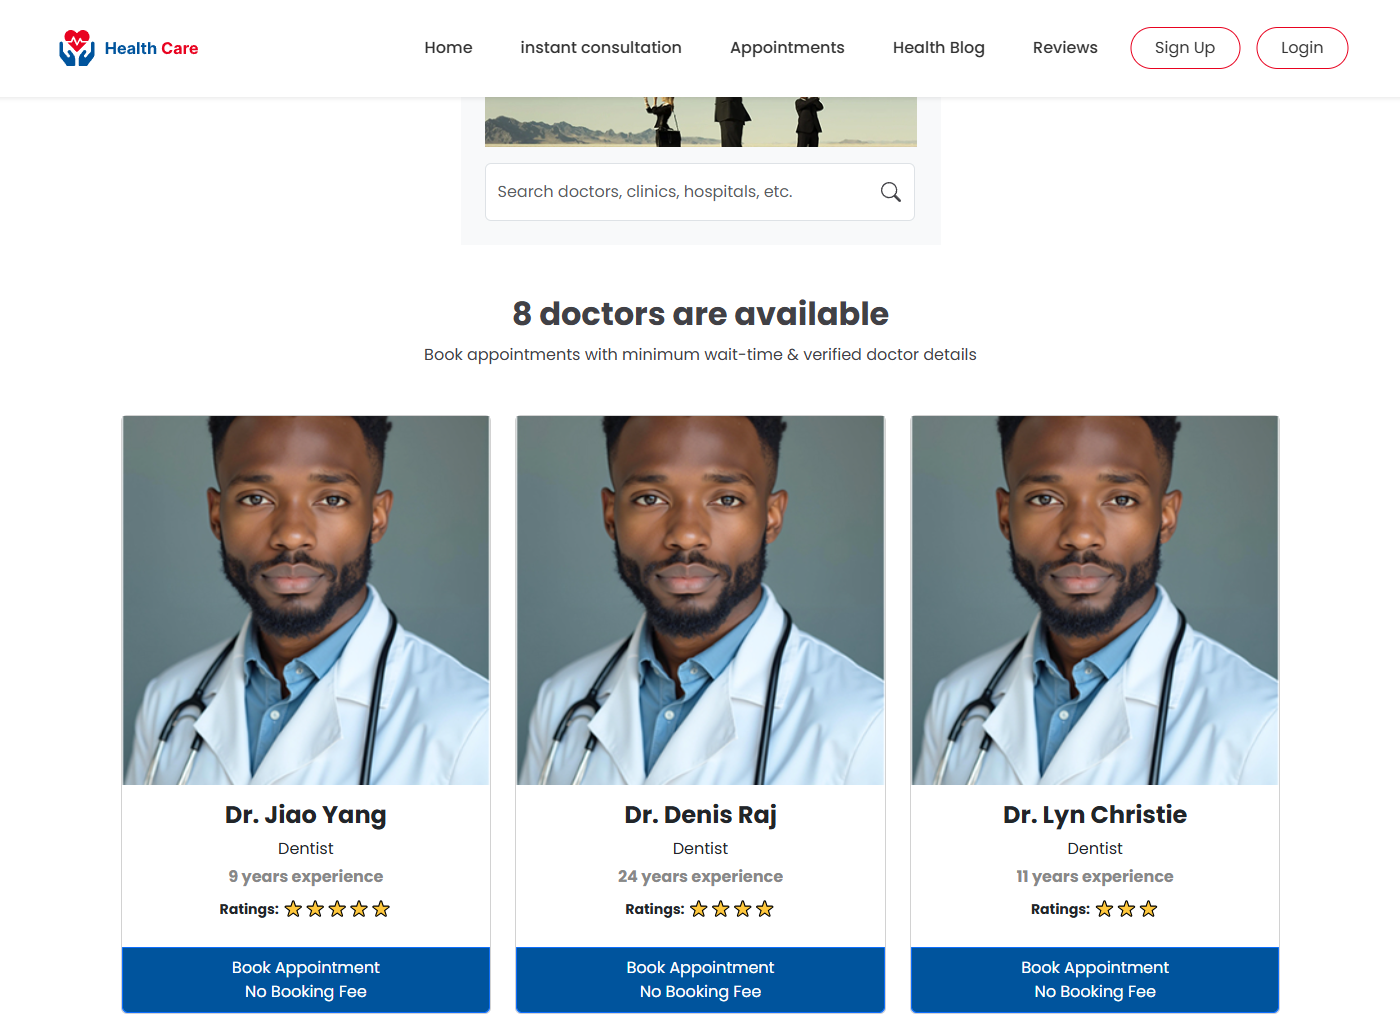 Health Care
Home
instant consultation
Appointments
Health Blog
Reviews
Sign Up
Login
Search doctors, clinics, hospitals, etc.
8 doctors are available
Book appointments with minimum wait-time & verified doctor details
Dr. Jiao Yang
Dentist
9 years experience
Ratings:
Book Appointment
No Booking Fee
Dr. Denis Raj
Dentist
24 years experience
Ratings:
Book Appointment
No Booking Fee
Dr. Lyn Christie
Dentist
11 years experience
Ratings:
Book Appointment
No Booking Fee